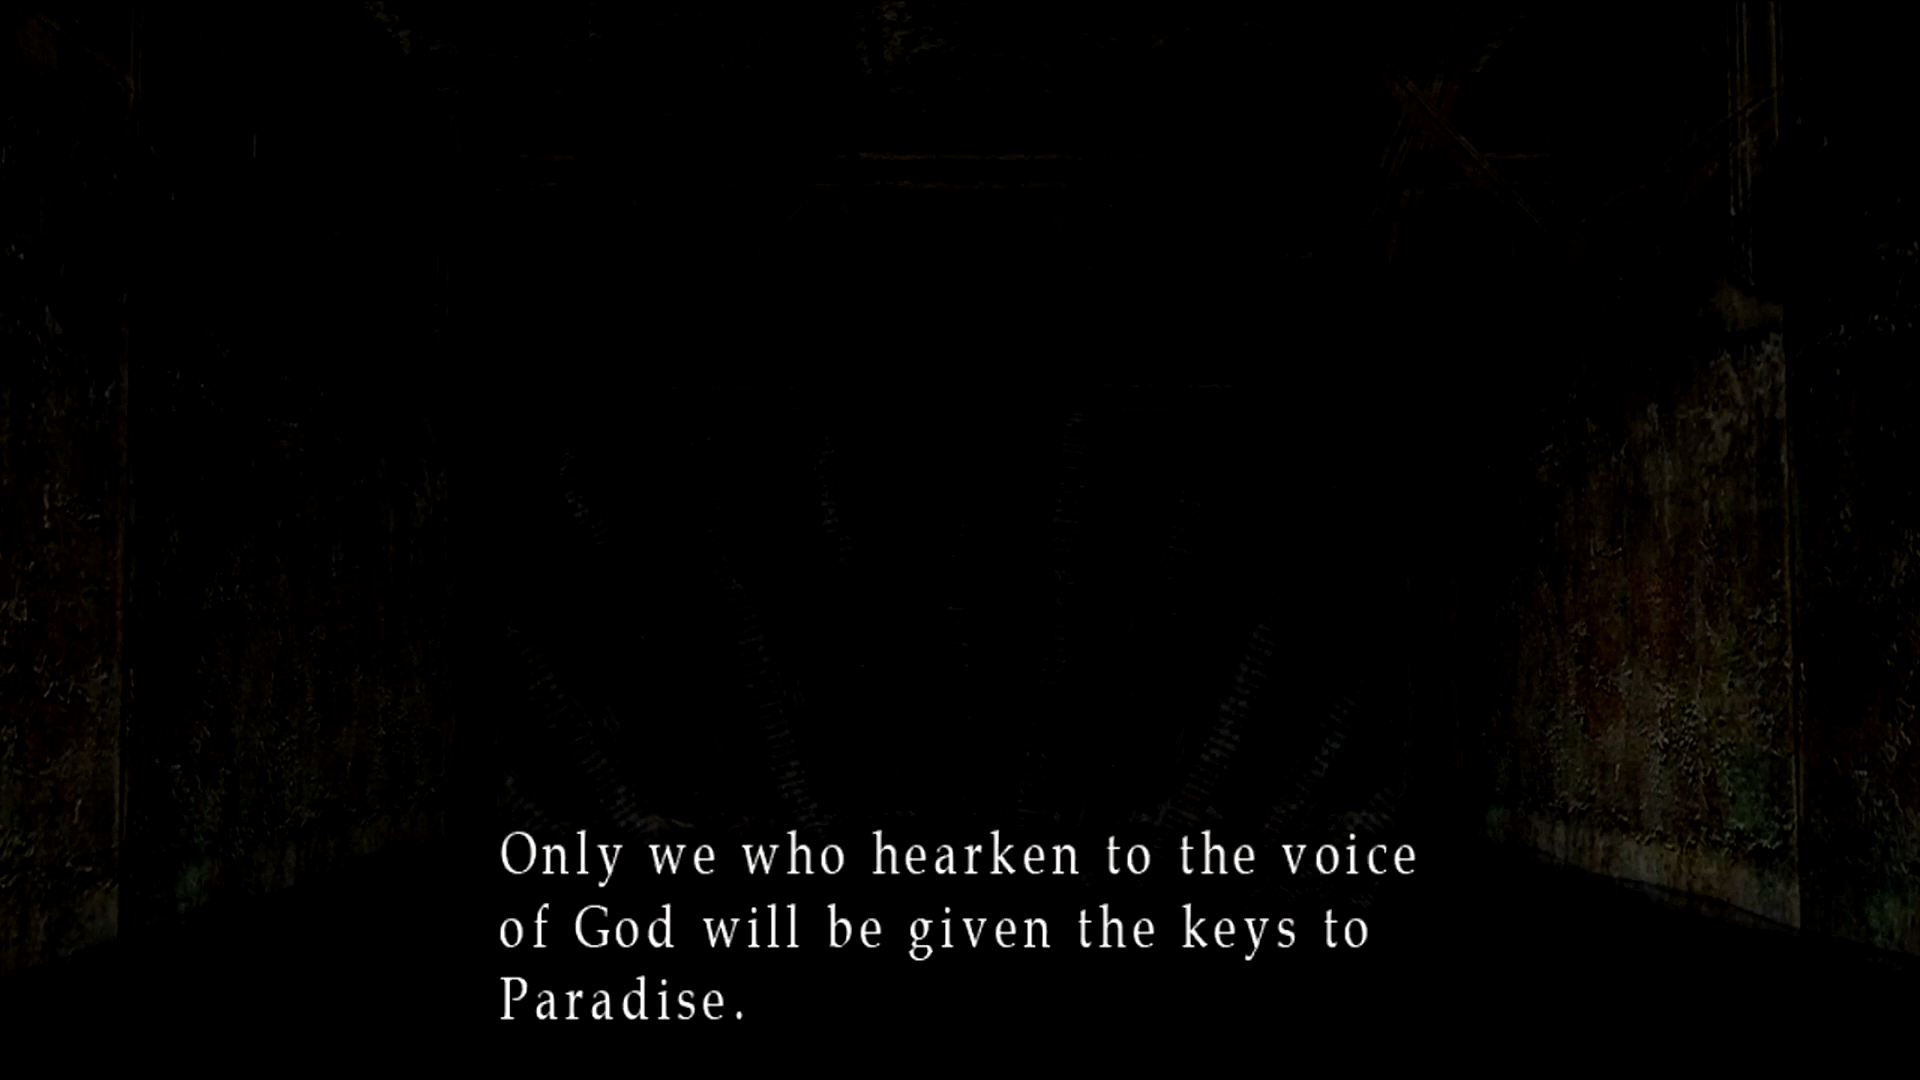 Only we who hearken to the voice
of God will be given the keys to
Paradise.